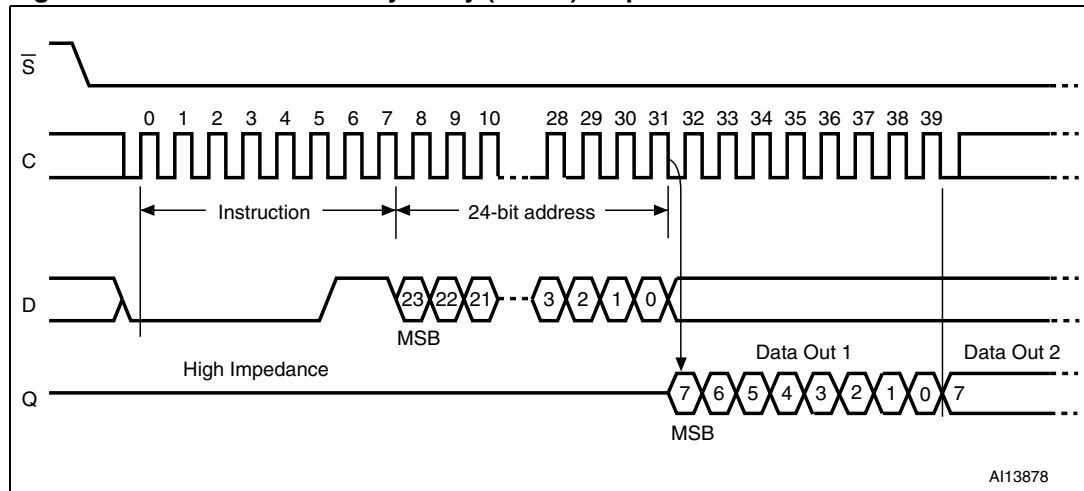 S
0 1 2 3 4 5 6 7 8 9 10 28 29 30 31 32 33 34 35 36 37 38 39
C
Instruction 24-bit address
D 23 22 21 3 2 1 0
MSB
High Impedance Data Out 1 Data Out 2
Q 7 6 5 4 3 2 1 0 7
MSB
AI13878